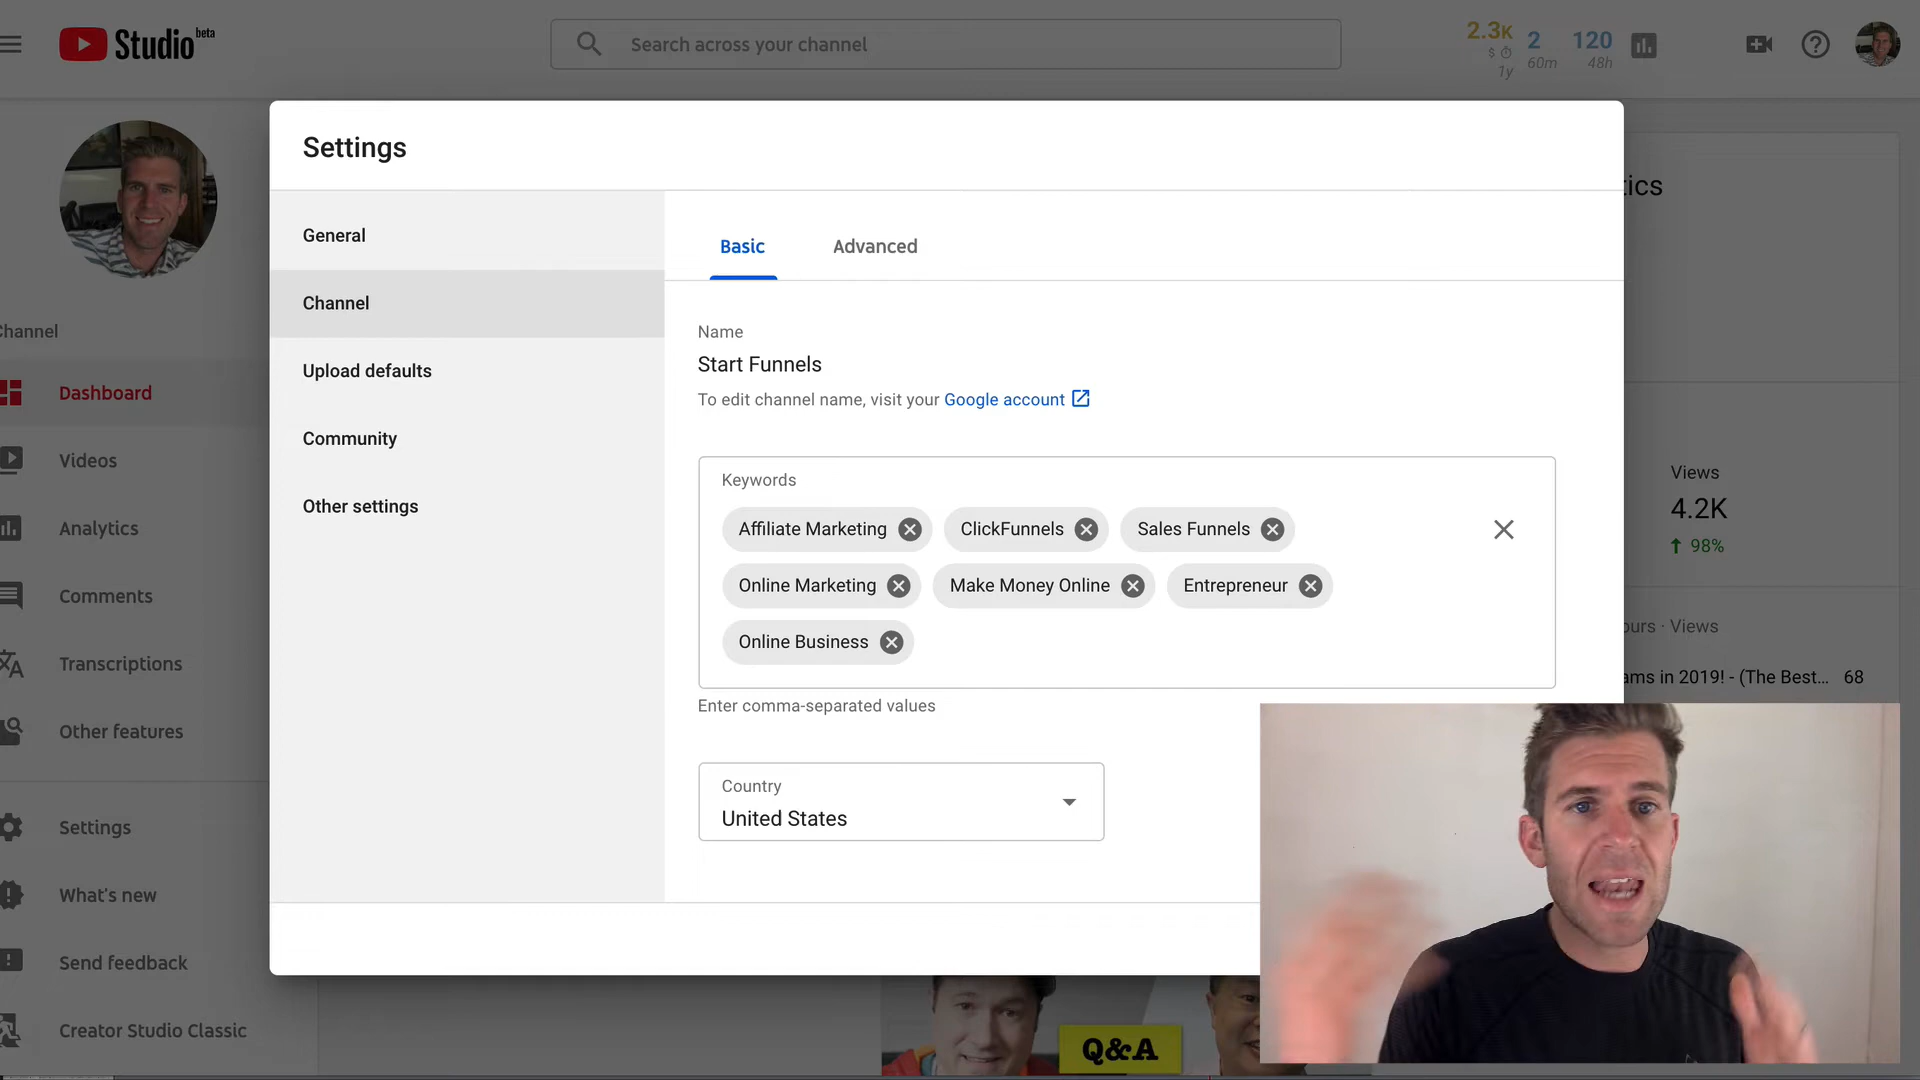 Studio beta
Search across your channel
2.3K
$
1y
2
60m
120
48h
Settings
General
Channel
Upload defaults
Community
Other settings
Basic
Advanced
Name
Start Funnels
To edit channel name, visit your Google account
Keywords
Affiliate Marketing
ClickFunnels
Sales Funnels
Online Marketing
Make Money Online
Entrepreneur
Online Business
Enter comma-separated values
Country
United States
Channel
Dashboard
Videos
Analytics
Comments
Transcriptions
Other features
Settings
What's new
Send feedback
Creator Studio Classic
tics
Views
4.2K
98%
ours · Views
ams in 2019! - (The Best... 68
Q&A